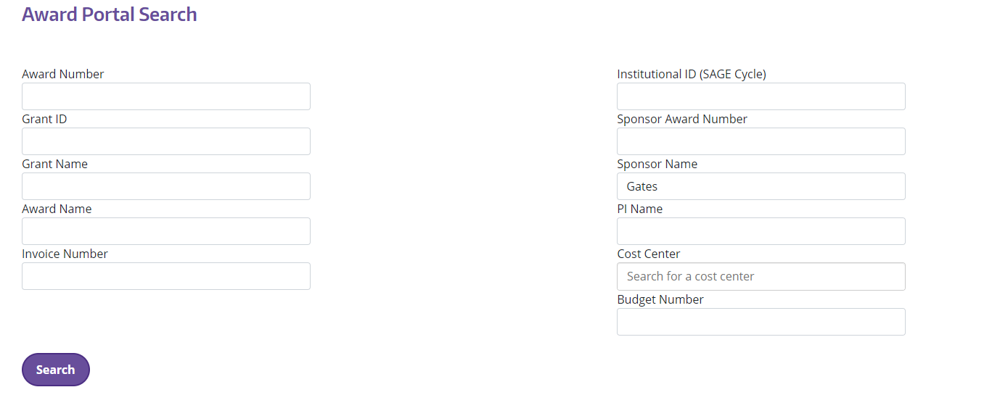 Award Portal Search
Award Number
Institutional ID (SAGE Cycle)
Grant ID
Sponsor Award Number
Grant Name
Sponsor Name
Gates
Award Name
PI Name
Invoice Number
Cost Center
Search for a cost center
Budget Number
Search